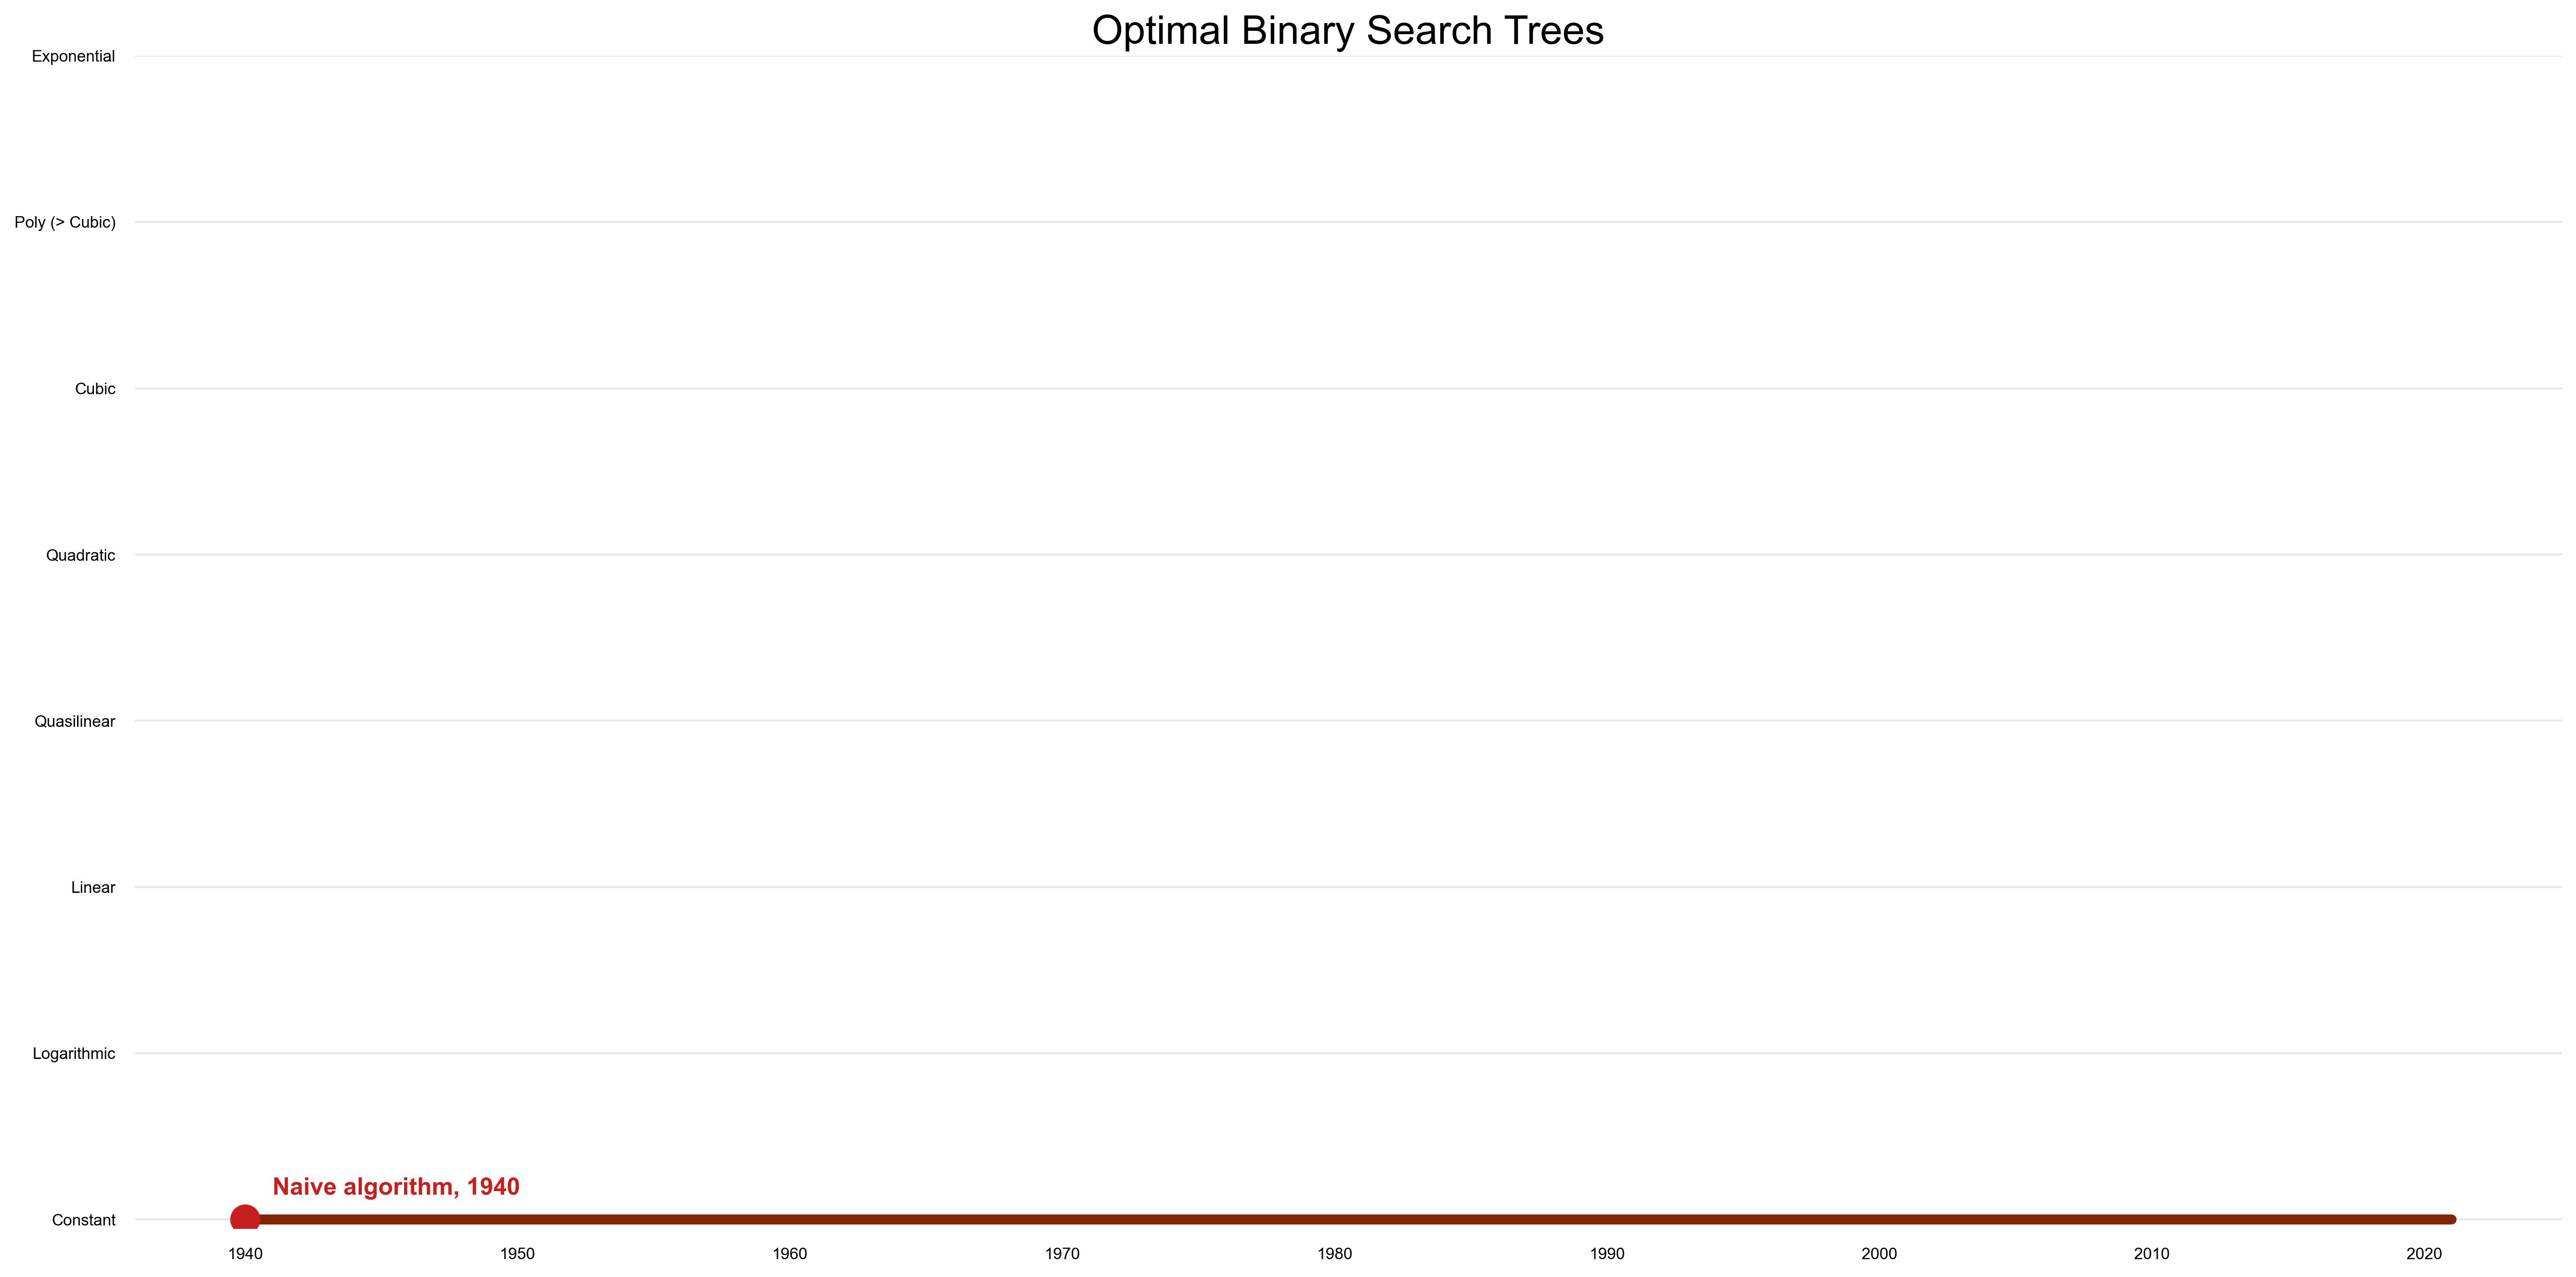 Optimal Binary Search Trees
Exponential
Poly (> Cubic)
Cubic
Quadratic
Quasilinear
Linear
Logarithmic
Naive algorithm, 1940
Constant
1940 1950 1960 1970 1980 1990 2000 2010 2020